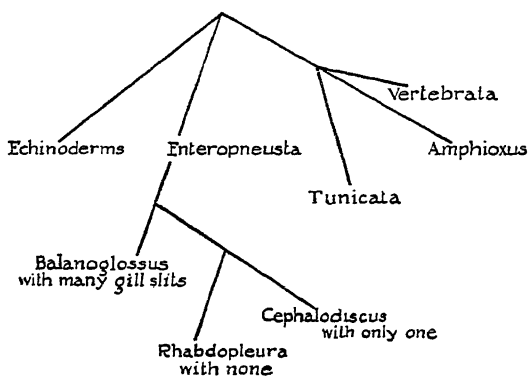 Vertebrata
Echinoderms
Enteropneusta
Amphioxus
Tunicata
Balanoglossus
with many gill slits
Cephalodiscus
with only one
Rhabdopleura
with none